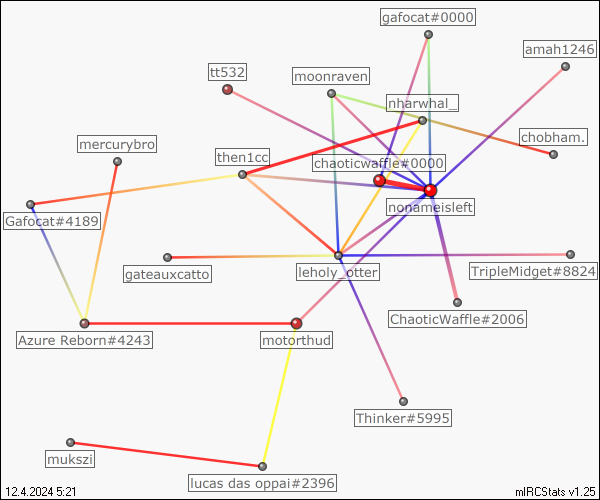 gafocat#0000
amah1246
tt532
moonraven
nharwhal_
chobham.
mercurybro
then1cc
chaoticwaffle#0000
nonameisleft
Gafocat#4189
gateauxcatto
leholy_otter
TripleMidget#8824
ChaoticWaffle#2006
Azure Reborn#4243
motorthud
Thinker#5995
mukszi
lucas das oppai#2396
12.4.2024 5:21
mIRCStats v1.25